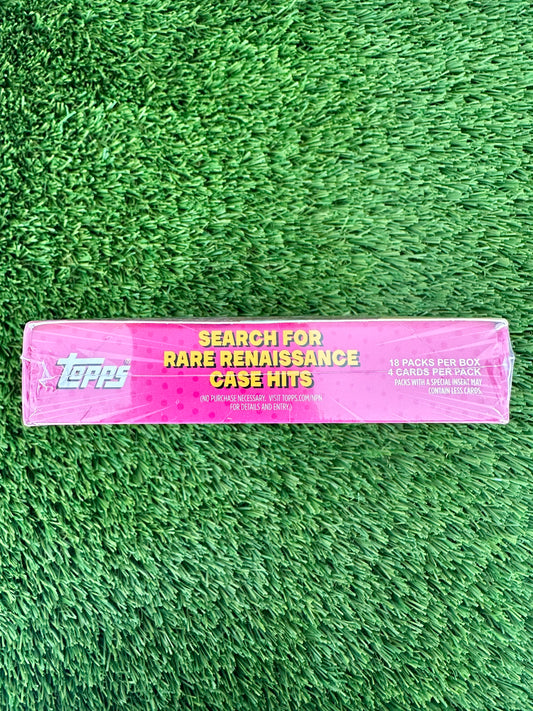 Topps
SEARCH FOR
RARE RENAISSANCE
CASE HITS
(NO PURCHASE NECESSARY. VISIT TOPPS.COM/NPN
FOR DETAILS AND ENTRY.)
18 PACKS PER BOX
4 CARDS PER PACK
PACKS WITH A SPECIAL INSERT MAY
CONTAIN LESS CARDS.